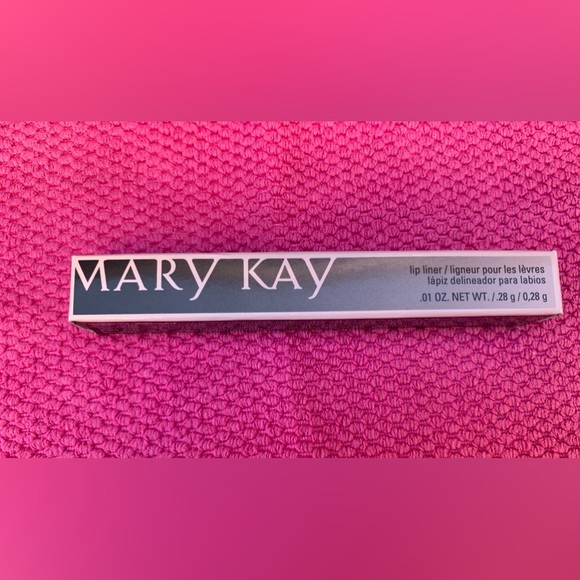 MARY KAY
lip liner / ligneur pour les lèvres
lápiz delineador para labios
.01 OZ. NET WT. / .28 g / 0,28 g